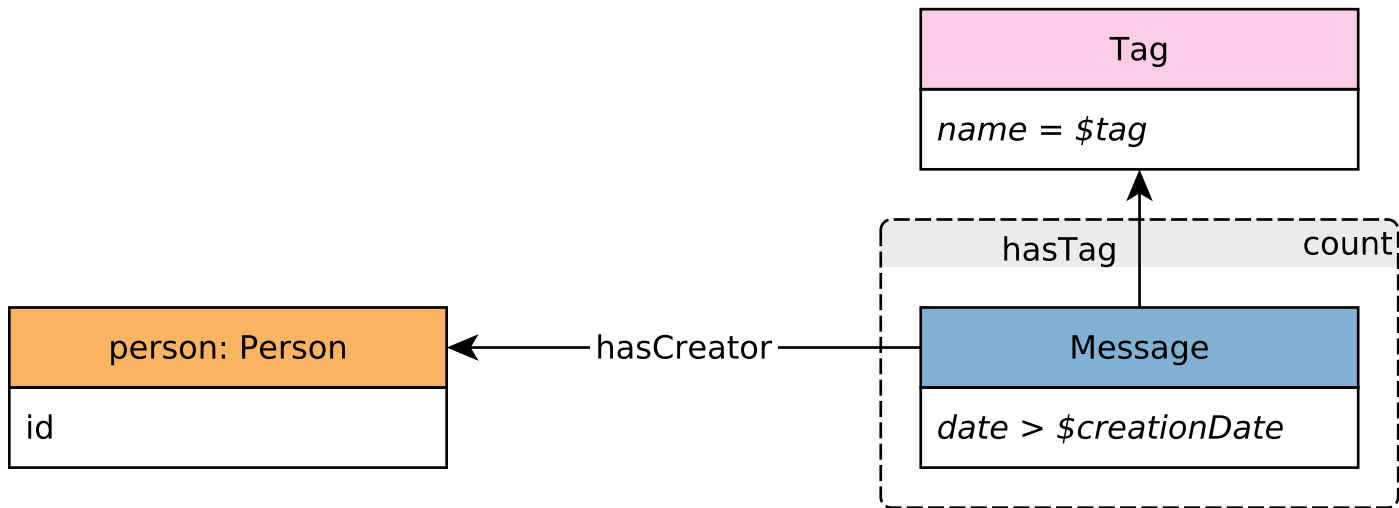 Tag
name = $tag
hasTag
count
person: Person
id
hasCreator
Message
date > $creationDate